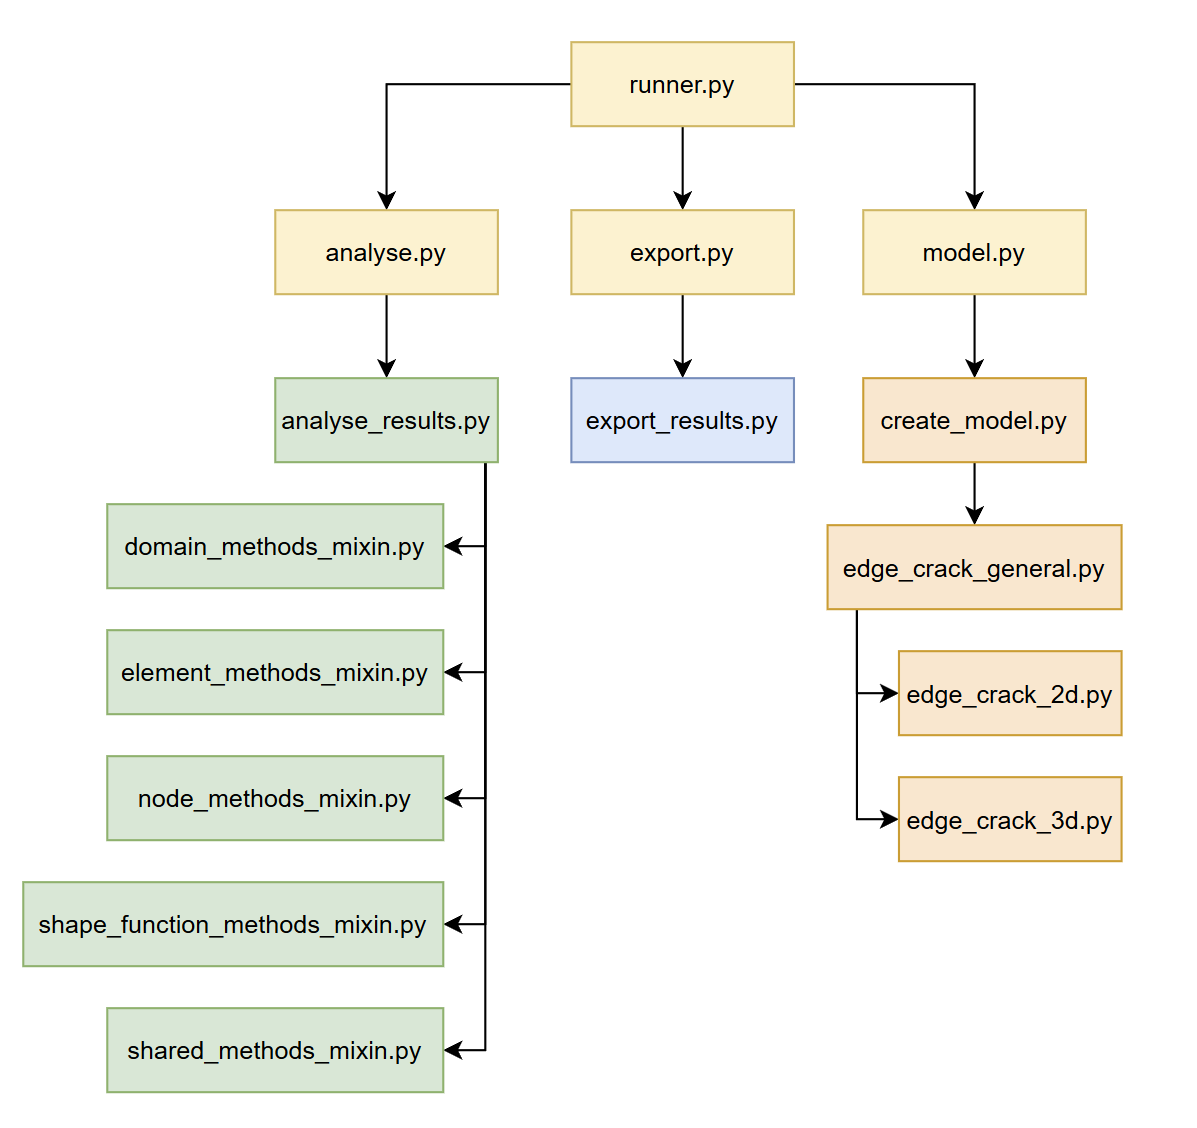 runner.py
analyse.py
export.py
model.py
analyse_results.py
export_results.py
create_model.py
domain_methods_mixin.py
edge_crack_general.py
element_methods_mixin.py
edge_crack_2d.py
node_methods_mixin.py
edge_crack_3d.py
shape_function_methods_mixin.py
shared_methods_mixin.py